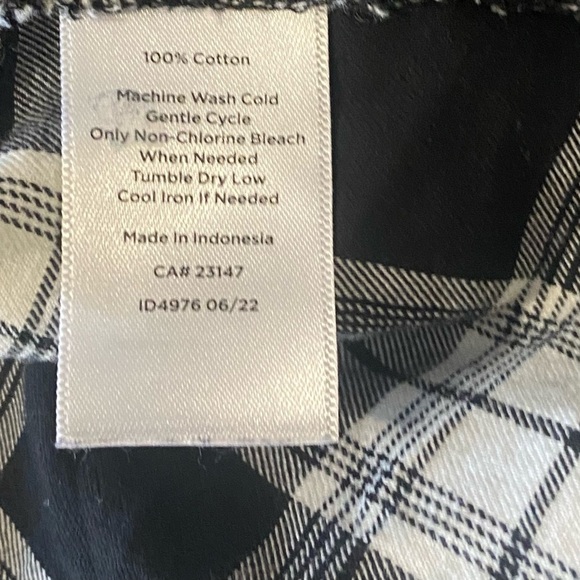 100% Cotton
Machine Wash Cold
Gentle Cycle
Only Non-Chlorine Bleach
When Needed
Tumble Dry Low
Cool Iron If Needed
Made In Indonesia
CA# 23147
ID4976 06/22